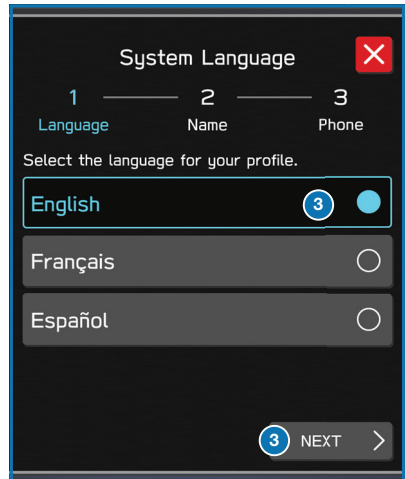 System Language
1 2 3
Language Name Phone
Select the language for your profile.
English 3
Français
Español
3 NEXT